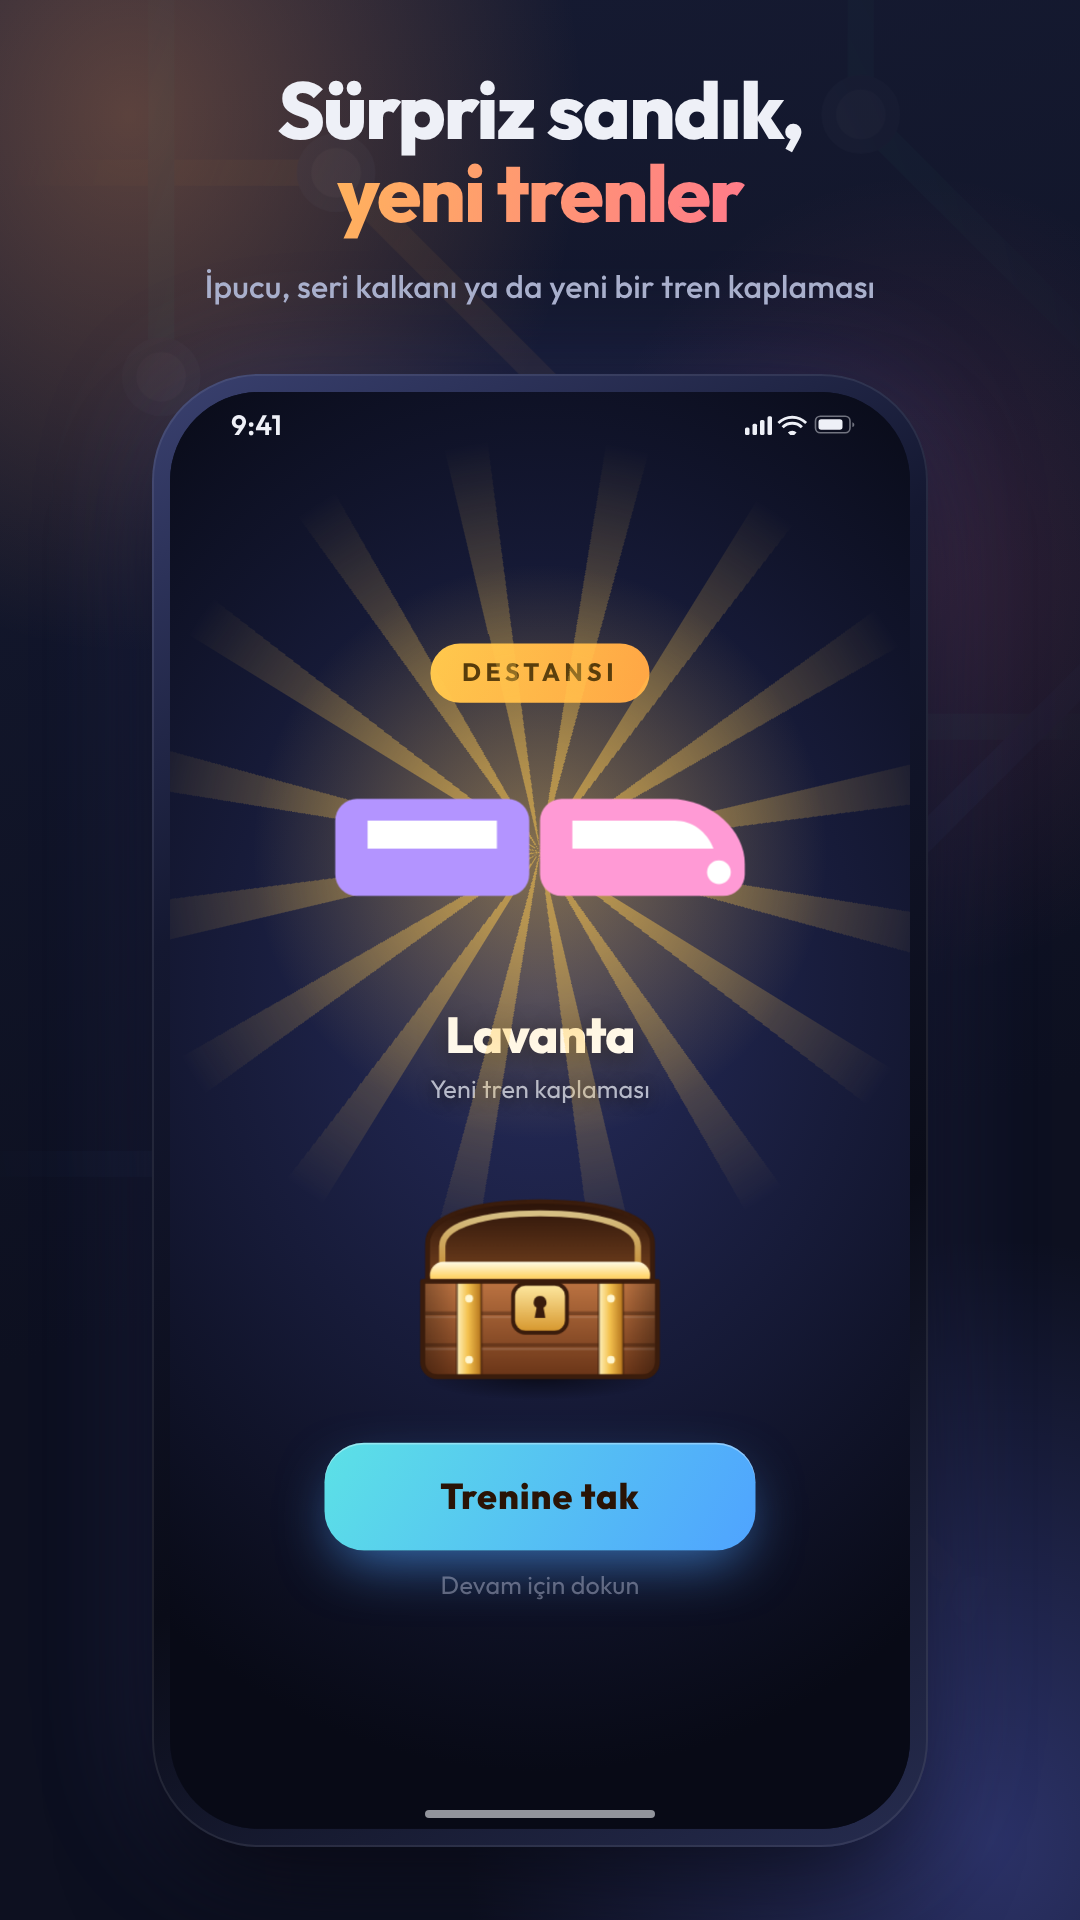 Sürpriz sandık,
yeni trenler
İpucu, seri kalkanı ya da yeni bir tren kaplaması
9:41
DESTANSI
Lavanta
Yeni tren kaplaması
Trenine tak
Devam için dokun